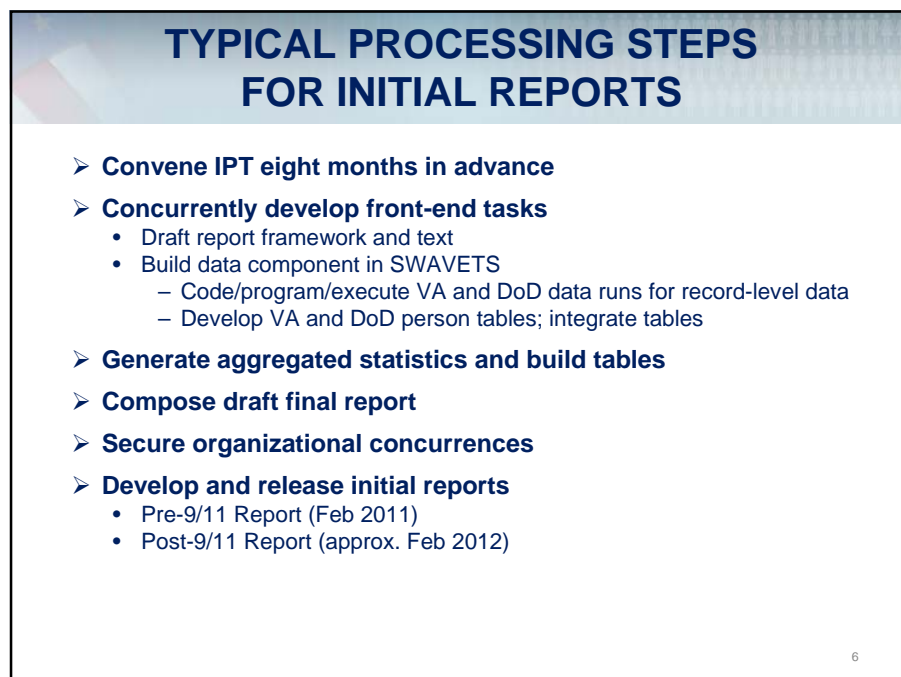 TYPICAL PROCESSING STEPS
FOR INITIAL REPORTS
➢ Convene IPT eight months in advance
➢ Concurrently develop front-end tasks
• Draft report framework and text
• Build data component in SWAVETS
– Code/program/execute VA and DoD data runs for record-level data
– Develop VA and DoD person tables; integrate tables
➢ Generate aggregated statistics and build tables
➢ Compose draft final report
➢ Secure organizational concurrences
➢ Develop and release initial reports
• Pre-9/11 Report (Feb 2011)
• Post-9/11 Report (approx. Feb 2012)
6